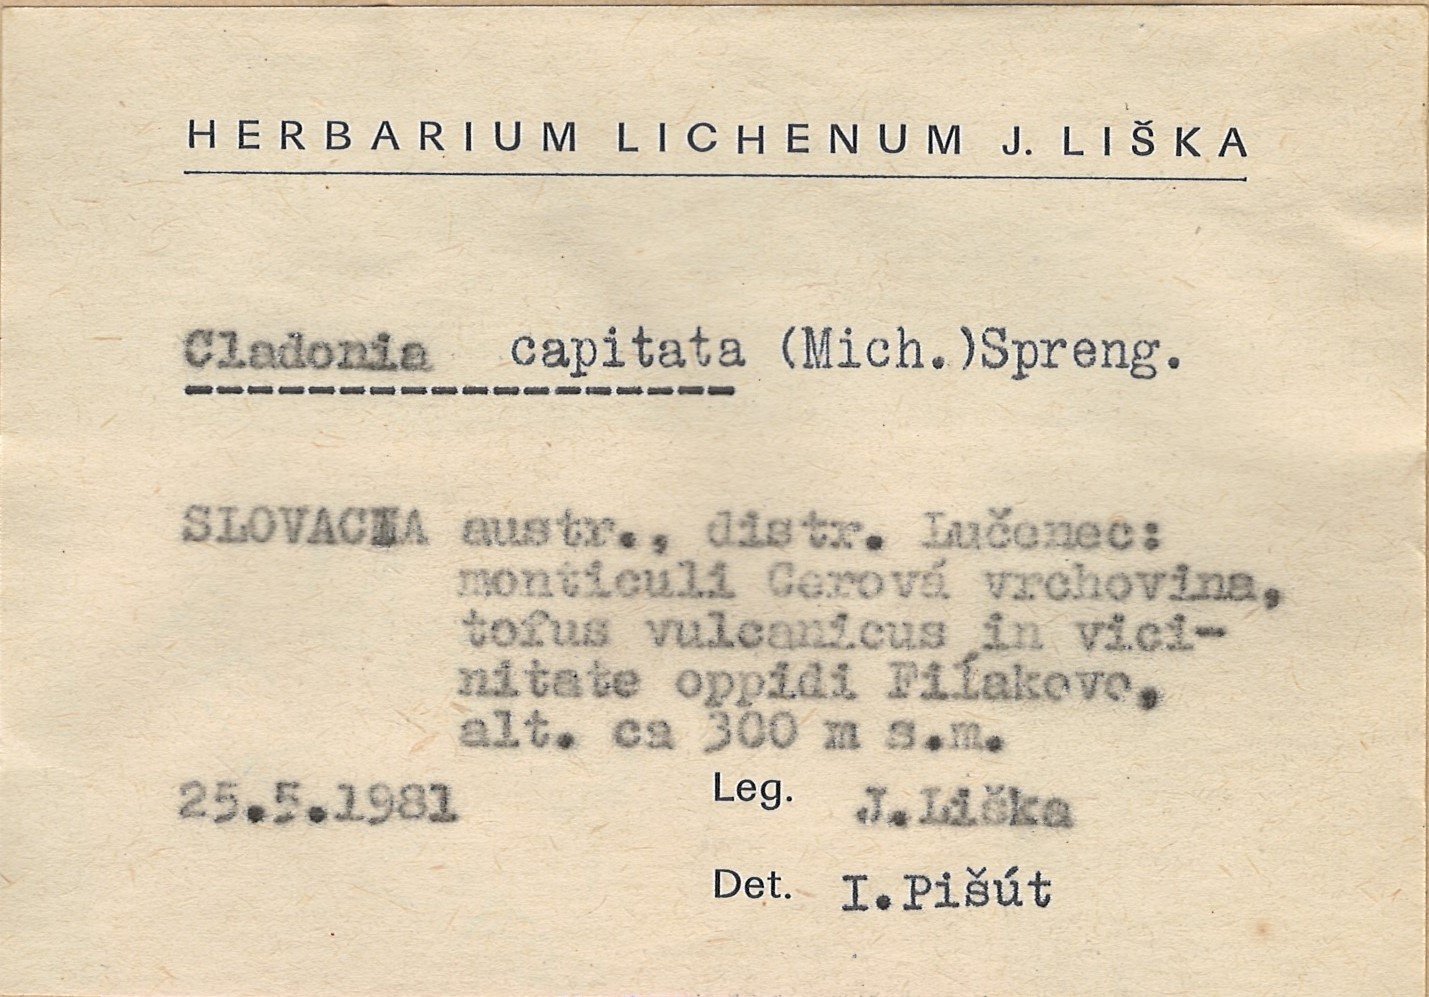 HERBARIUM LICHENUM J. LIŠKA
Cladonia capitata (Mich.)Spreng.
SLOVACIA austr., distr. Lučenec:
monticuli Cerová vrchovina,
tofus vulcanicus in vici-
nitate oppidi Fiľakovo,
alt. ca 300 m s.m.
25.5.1981 Leg. J.Liška
Det. I.Pišút